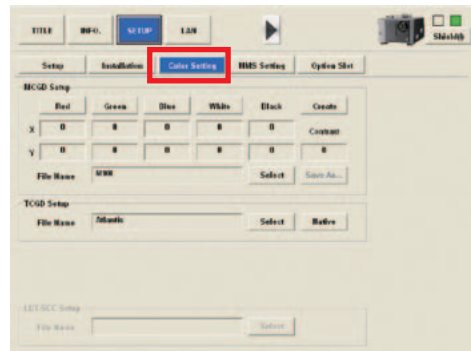 TITLE INFO. SETUP LAN
Setup Installation Color Setting HMS Setting Option Slot
MCGD Setup
Red Green Blue White Black Create
X 0 0 0 0 0 Contrast
Y 0 0 0 0 0 0
File Name Select Save As...
TCGD Setup
File Name Atlantis Select Native
File Name Select